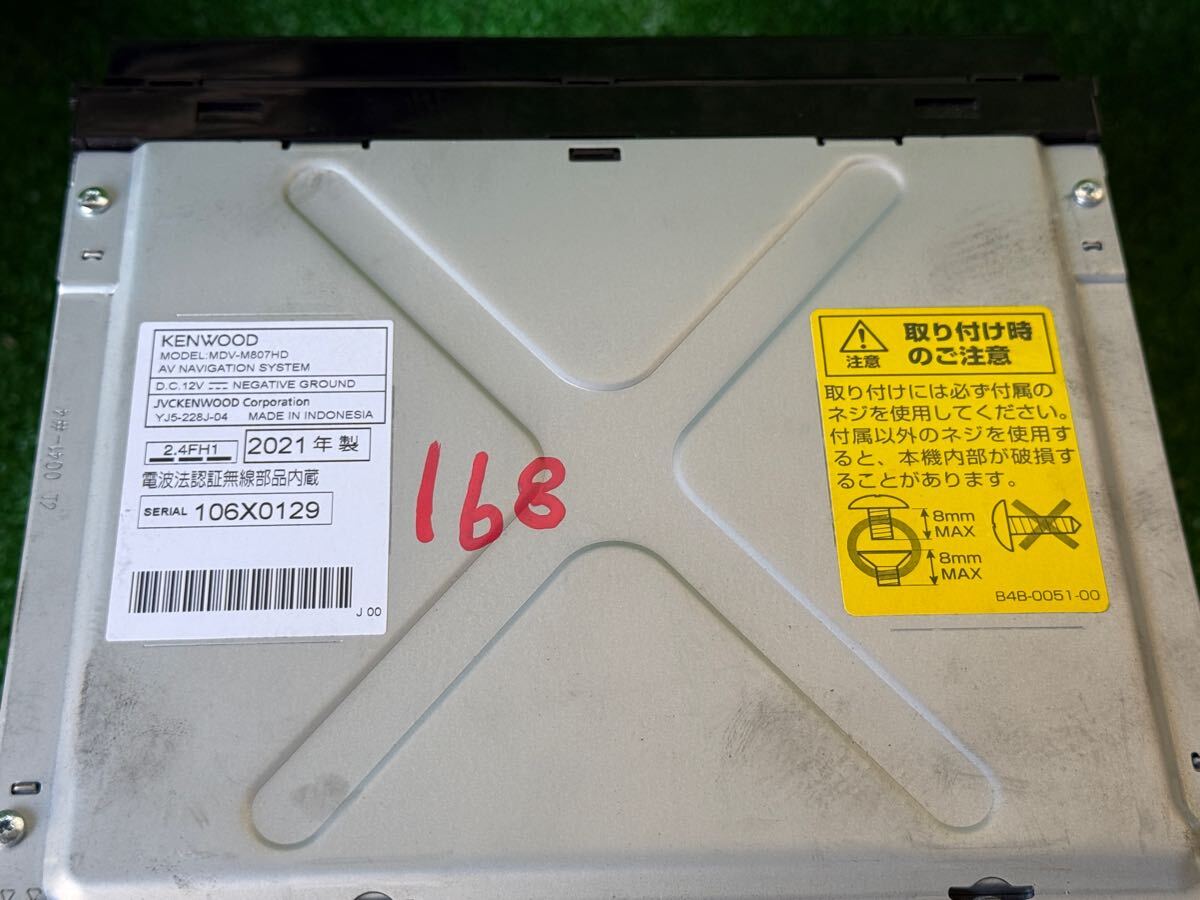 KENWOOD
MODEL:MDV-M807HD
AV NAVIGATION SYSTEM
D.C.12V NEGATIVE GROUND
JVCKENWOOD Corporation
YJ5-228J-04 MADE IN INDONESIA
2.4FH1 2021年製
電波法認証無線部品内蔵
SERIAL 106X0129
J 00
168
注意
取り付け時
のご注意
取り付けには必ず付属の
ネジを使用してください。
付属以外のネジを使用す
ると、本機内部が破損す
ることがあります。
8mm
MAX
8mm
MAX
B4B-0051-00